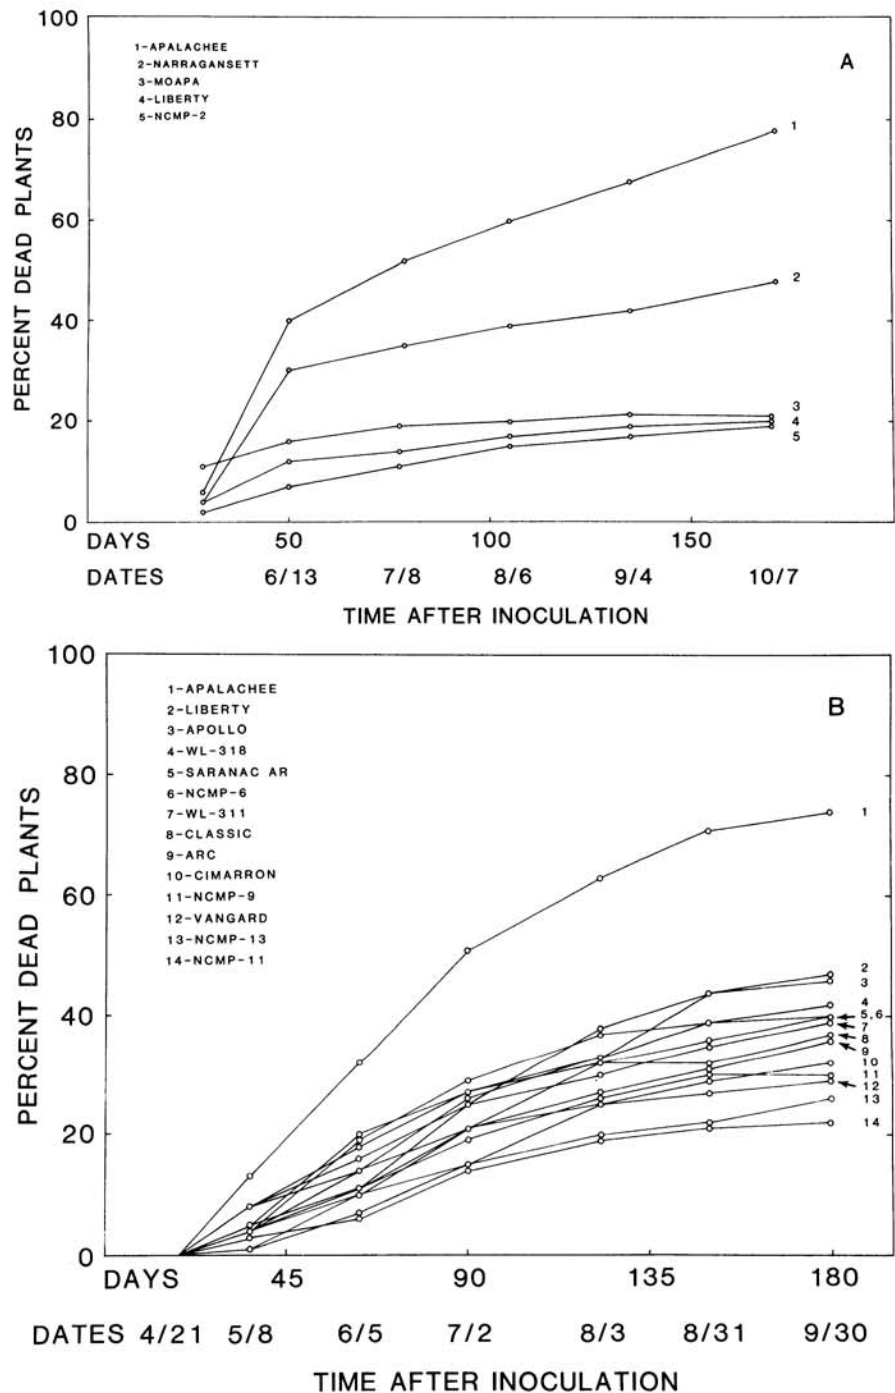 100
80
60
40
20
0
PERCENT DEAD PLANTS
1-APALACHEE
2-NARRAGANSETT
3-MOAPA
4-LIBERTY
5-NCMP-2
A
1
2
3
4
5
DAYS 50 100 150
DATES 6/13 7/8 8/6 9/4 10/7
TIME AFTER INOCULATION
100
80
60
40
20
0
PERCENT DEAD PLANTS
1-APALACHEE
2-LIBERTY
3-APOLLO
4-WL-318
5-SARANAC AR
6-NCMP-6
7-WL-311
8-CLASSIC
9-ARC
10-CIMARRON
11-NCMP-9
12-VANGARD
13-NCMP-13
14-NCMP-11
B
1
2
3
4
5,6
7
8
9
10
11
12
13
14
DAYS 45 90 135 180
DATES 4/21 5/8 6/5 7/2 8/3 8/31 9/30
TIME AFTER INOCULATION